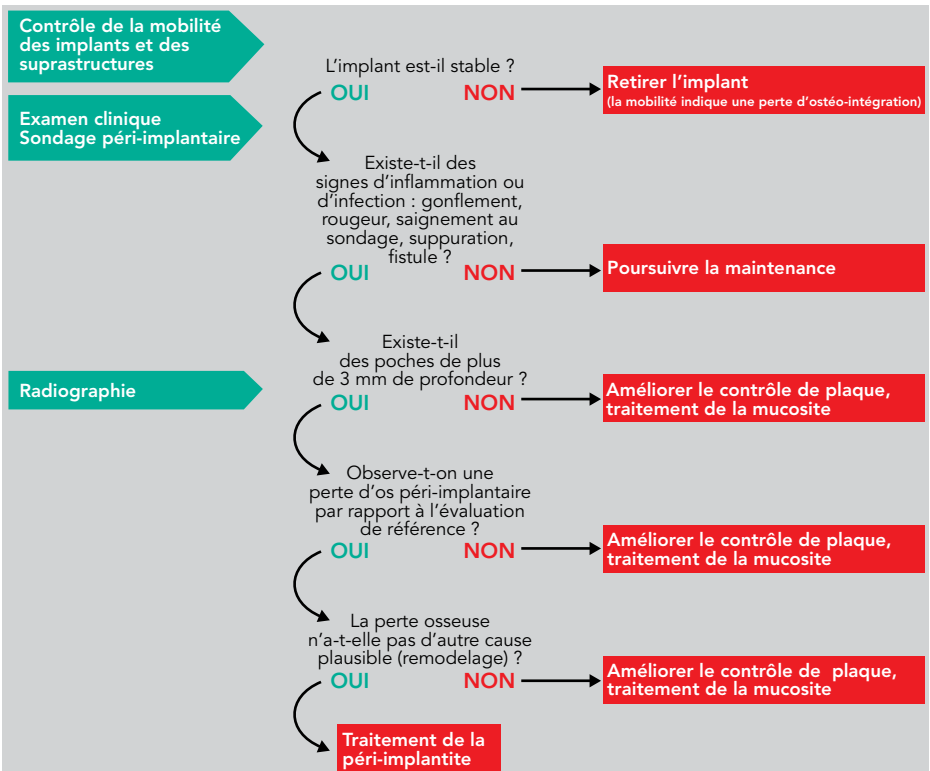 Contrôle de la mobilité
des implants et des
suprastructures
L'implant est-il stable ?
OUI
NON
Retirer l'implant
(la mobilité indique une perte d'ostéo-intégration)
Examen clinique
Sondage péri-implantaire
Existe-t-il des
signes d'inflammation ou
d'infection : gonflement,
rougeur, saignement au
sondage, suppuration,
fistule ?
OUI
NON
Poursuivre la maintenance
Existe-t-il
des poches de plus
de 3 mm de profondeur ?
Radiographie
OUI
NON
Améliorer le contrôle de plaque,
traitement de la mucosite
Observe-t-on une
perte d'os péri-implantaire
par rapport à l'évaluation
de référence ?
OUI
NON
Améliorer le contrôle de plaque,
traitement de la mucosite
La perte osseuse
n'a-t-elle pas d'autre cause
plausible (remodelage) ?
OUI
NON
Améliorer le contrôle de  plaque,
traitement de la mucosite
Traitement de la
péri-implantite